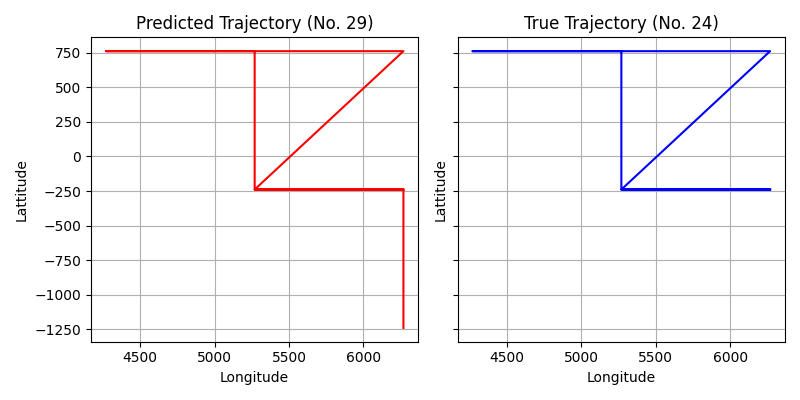 Predicted Trajectory (No. 29)
True Trajectory (No. 24)
Lattitude
750
500
250
0
−250
−500
−750
−1000
−1250
4500 5000 5500 6000
Longitude
Lattitude
4500 5000 5500 6000
Longitude